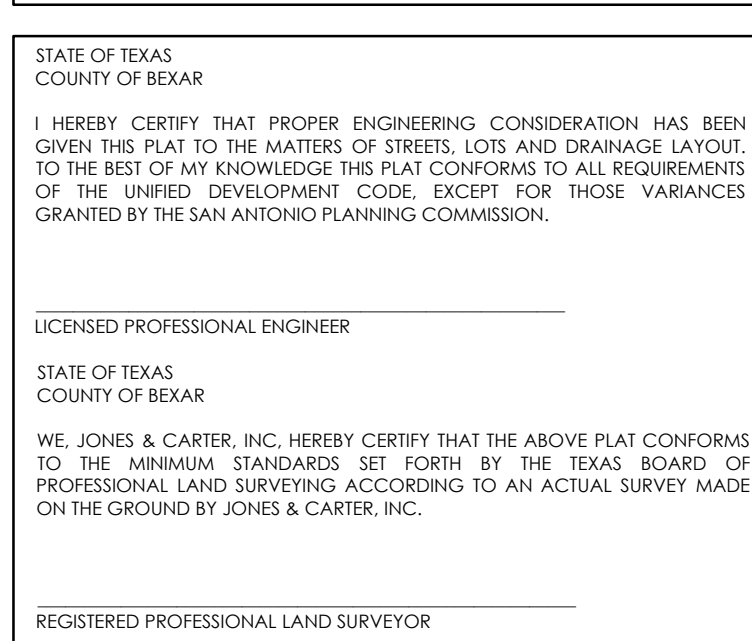 STATE OF TEXAS
COUNTY OF BEXAR
I HEREBY CERTIFY THAT PROPER ENGINEERING CONSIDERATION HAS BEEN
GIVEN THIS PLAT TO THE MATTERS OF STREETS, LOTS AND DRAINAGE LAYOUT.
TO THE BEST OF MY KNOWLEDGE THIS PLAT CONFORMS TO ALL REQUIREMENTS
OF THE UNIFIED DEVELOPMENT CODE, EXCEPT FOR THOSE VARIANCES
GRANTED BY THE SAN ANTONIO PLANNING COMMISSION.
LICENSED PROFESSIONAL ENGINEER
STATE OF TEXAS
COUNTY OF BEXAR
WE, JONES & CARTER, INC, HEREBY CERTIFY THAT THE ABOVE PLAT CONFORMS
TO THE MINIMUM STANDARDS SET FORTH BY THE TEXAS BOARD OF
PROFESSIONAL LAND SURVEYING ACCORDING TO AN ACTUAL SURVEY MADE
ON THE GROUND BY JONES & CARTER, INC.
REGISTERED PROFESSIONAL LAND SURVEYOR